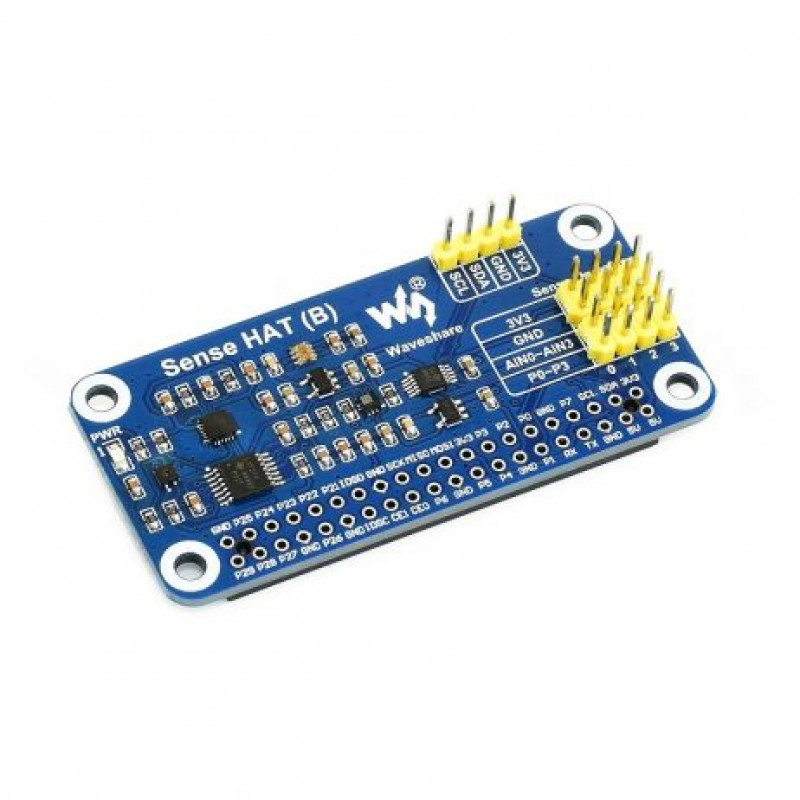 SCL
SDA
GND
3V3
Sense HAT (B)
W ®
Waveshare
Sen
3V3
GND
AIN0-AIN3
P0-P3
0 1 2 3
PWR
GND P25 P24 P23 P22 P21 IDSD GND SCK MISO MOSI 3V3 P3 P2 P0 GND P7 SCL SDA 3V3
P29 P28 P27 GND P26 GND IDSC CE1 CE0 P6 GND P5 P4 GND P1 RX TX GND 5V 5V